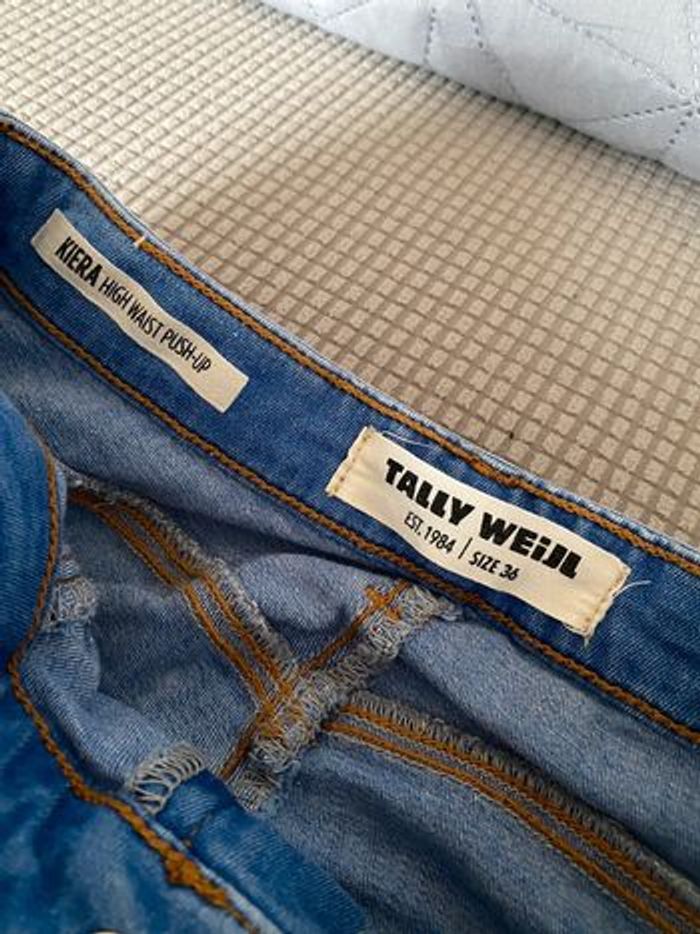 KIERA HIGH WAIST PUSH-UP
TALLY WEiJL
EST. 1984 | SIZE 36